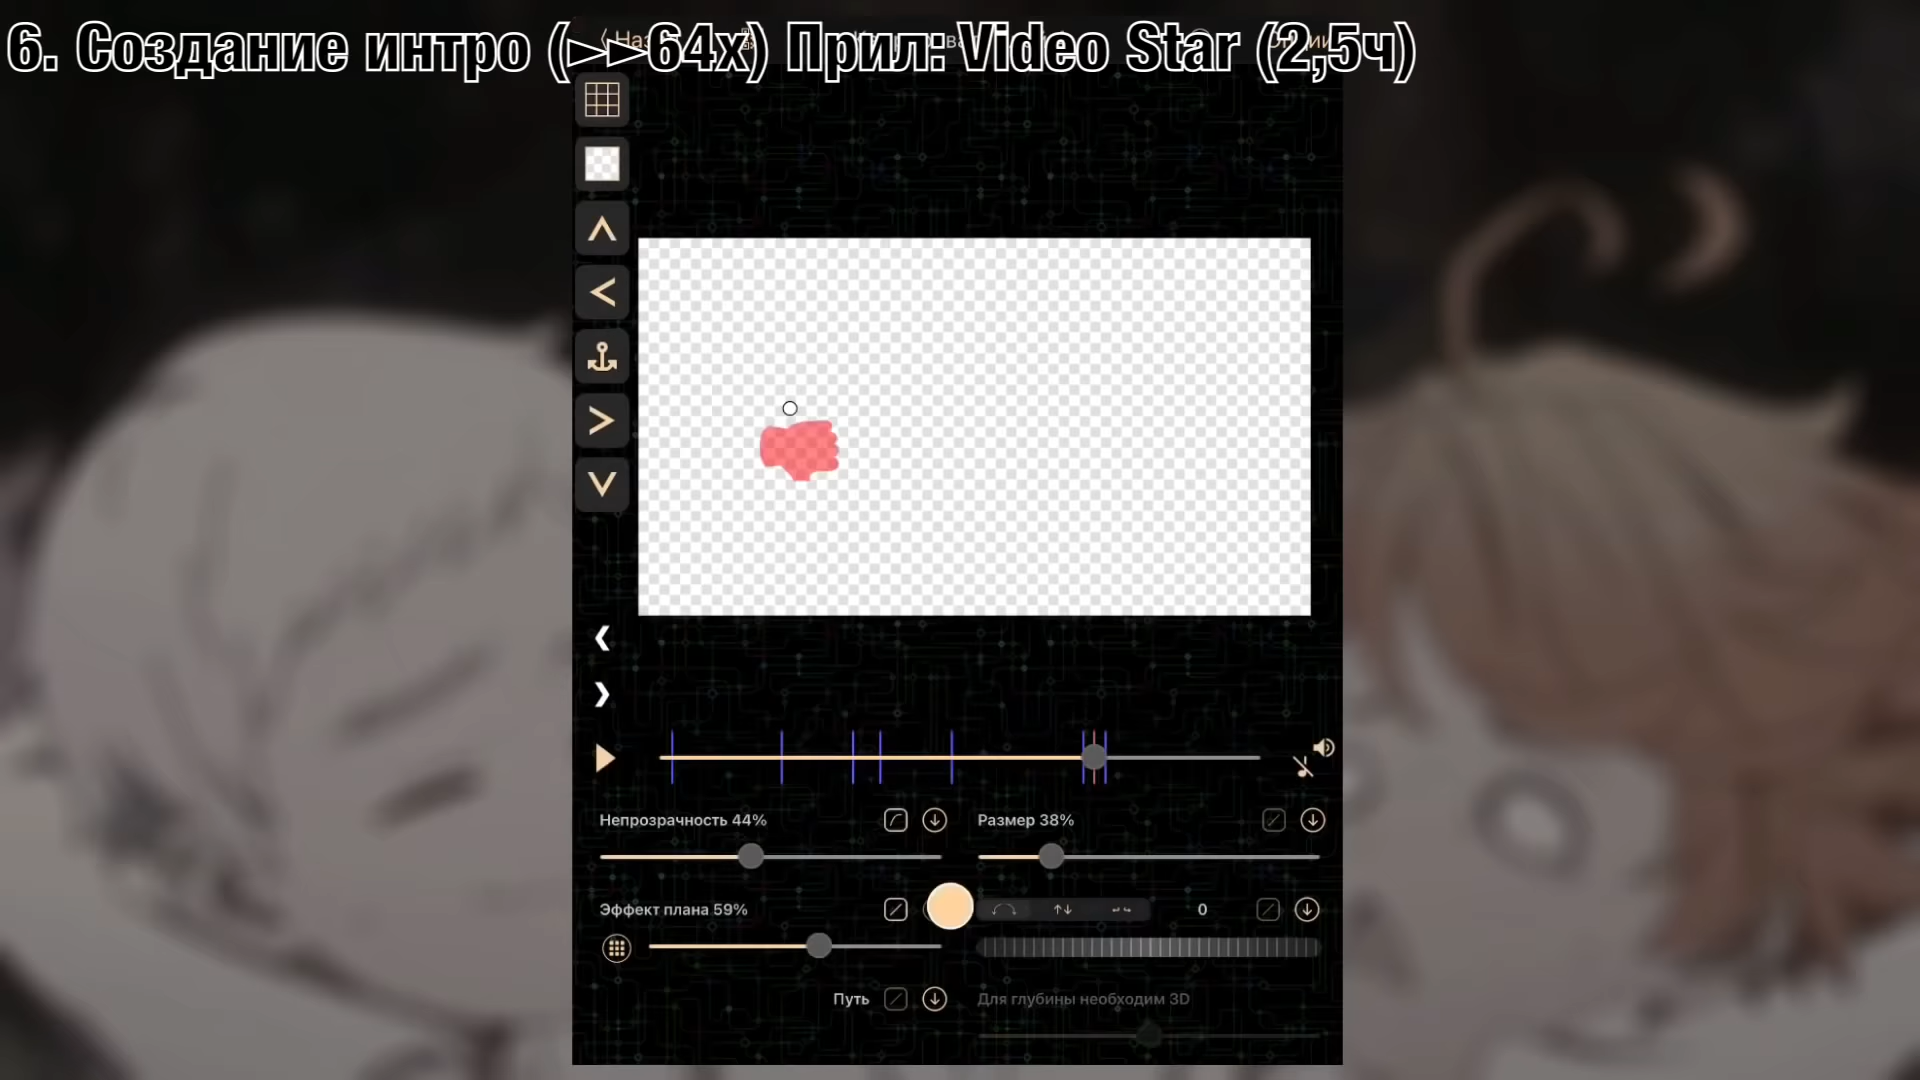 6. Создание интро (►►64x) Прил: Video Star (2,5ч)
Непрозрачность 44%
Размер 38%
Эффект плана 59%
0
Путь
Для глубины необходим 3D